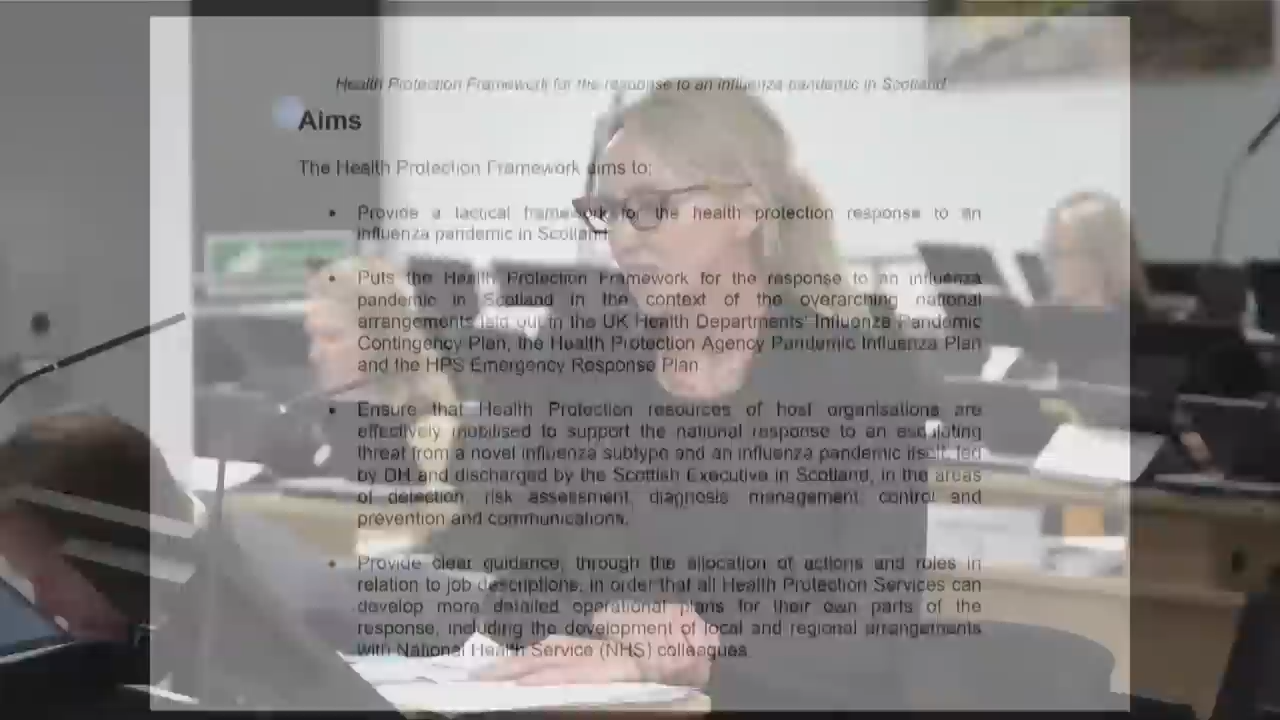 Health Protection Framework for the response to an influenza pandemic in Scotland
Aims
The Health Protection Framework aims to:
• Provide a tactical framework for the health protection response to an
influenza pandemic in Scotland
• Puts the Health Protection Framework for the response to an influenza
pandemic in Scotland in the context of the overarching national
arrangements laid out in the UK Health Departments' Influenza Pandemic
Contingency Plan, the Health Protection Agency Pandemic Influenza Plan
and the HPS Emergency Response Plan
• Ensure that Health Protection resources of host organisations are
effectively mobilised to support the national response to an escalating
threat from a novel influenza subtype and an influenza pandemic itself, led
by DH and discharged by the Scottish Executive in Scotland, in the areas
of detection, risk assessment, diagnosis management, control and
prevention and communications.
• Provide clear guidance, through the allocation of actions and roles in
relation to job descriptions, in order that all Health Protection Services can
develop more detailed operational plans for their own parts of the
response, including the development of local and regional arrangements
with National Health Service (NHS) colleagues